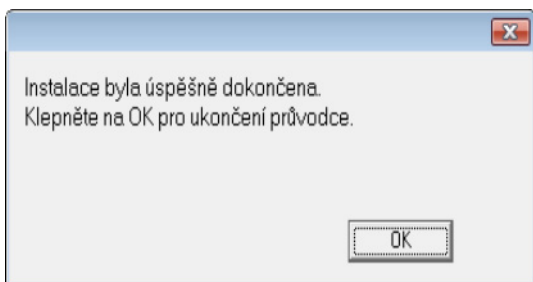 Instalace byla úspěšně dokončena.
Klepněte na OK pro ukončení průvodce.
OK